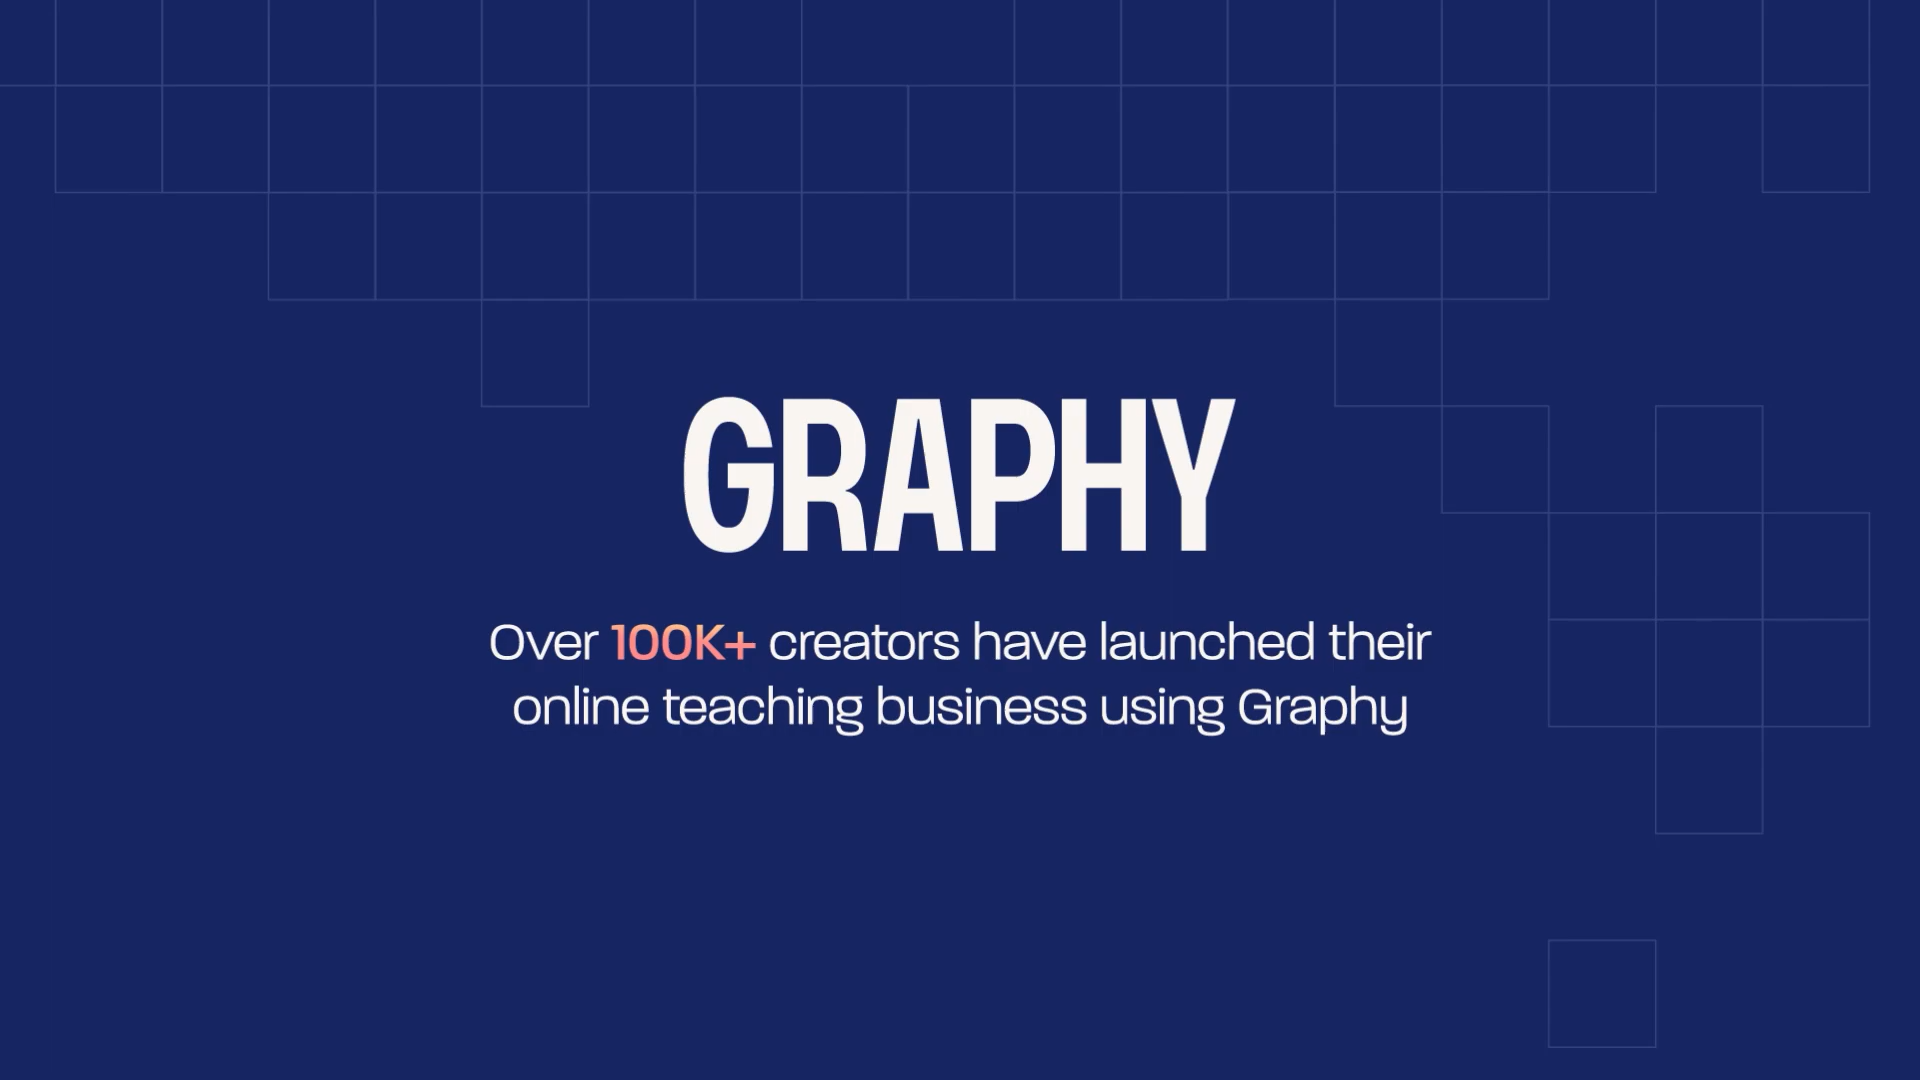 GRAPHY
Over 100K+ creators have launched their
online teaching business using Graphy